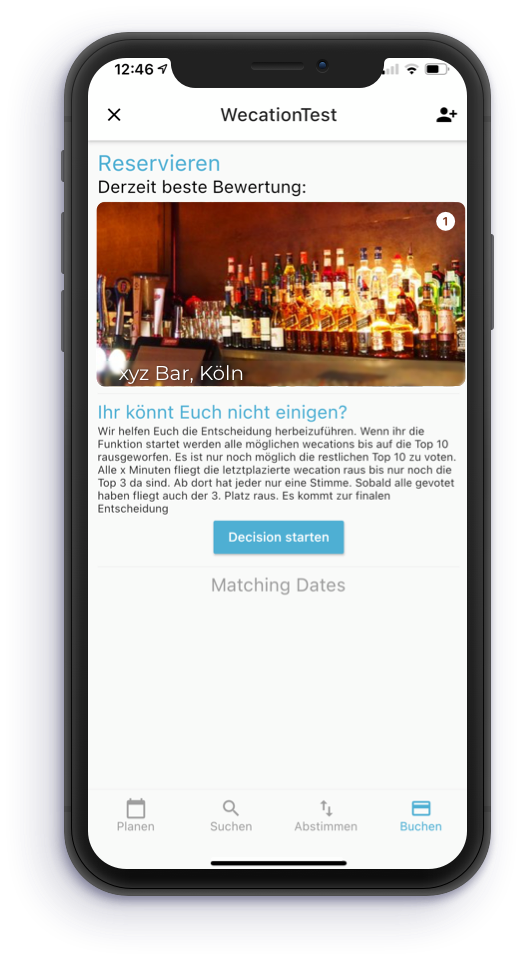 12:46
WecationTest
Reservieren
Derzeit beste Bewertung:
1
xyz Bar, Köln
Ihr könnt Euch nicht einigen?
Wir helfen Euch die Entscheidung herbeizuführen. Wenn ihr die
Funktion startet werden alle möglichen wecations bis auf die Top 10
rausgeworfen. Es ist nur noch möglich die restlichen Top 10 zu voten.
Alle x Minuten fliegt die letztplazierte wecation raus bis nur noch die
Top 3 da sind. Ab dort hat jeder nur eine Stimme. Sobald alle gevotet
haben fliegt auch der 3. Platz raus. Es kommt zur finalen
Entscheidung
Decision starten
Matching Dates
Planen
Suchen
Abstimmen
Buchen